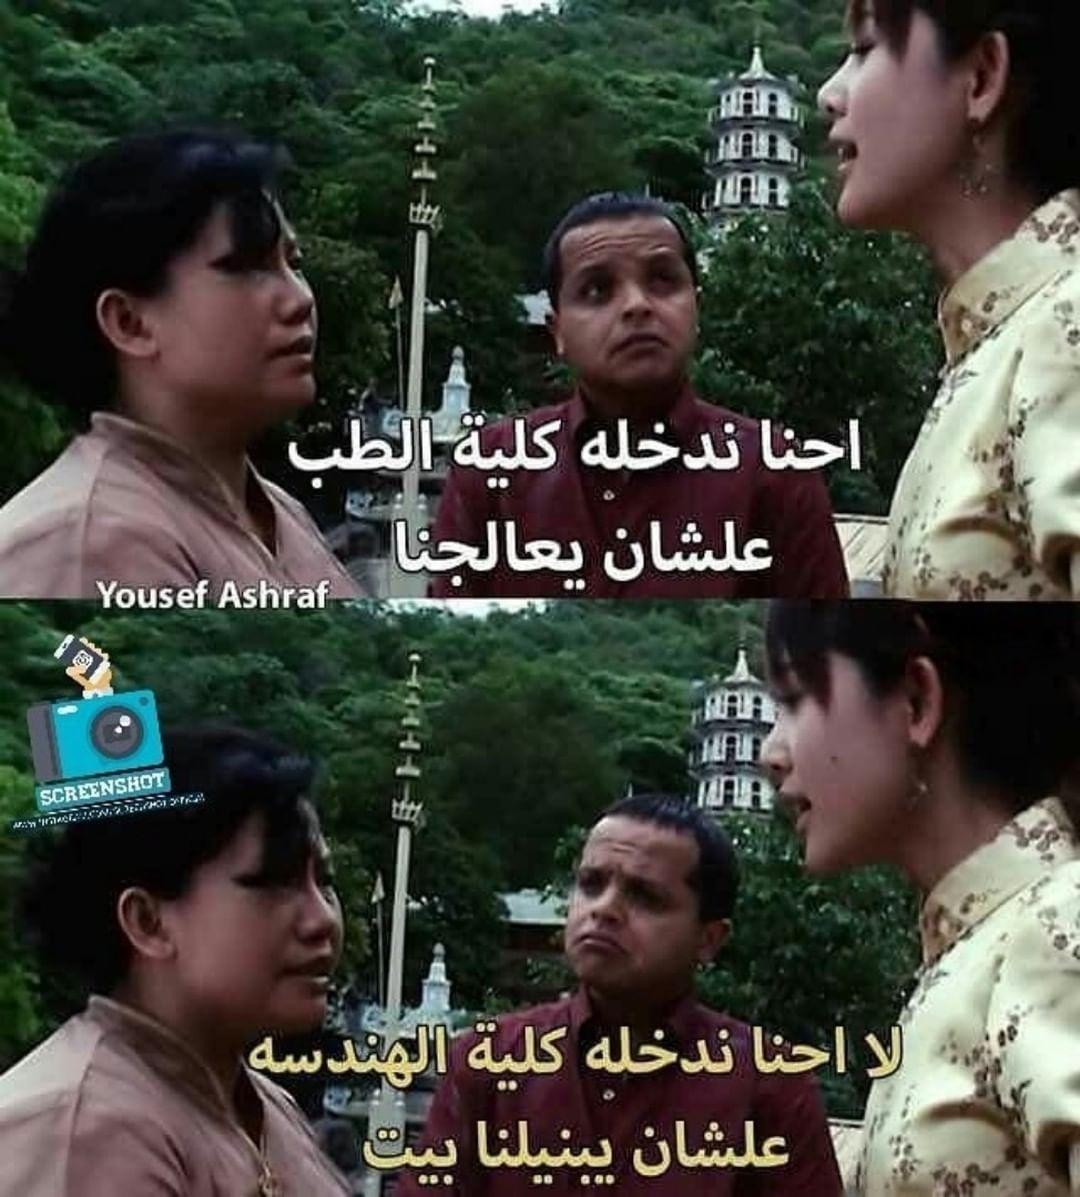 احنا ندخله كلية الطب
علشان يعالجنا
Yousef Ashraf
SCREENSHOT
لا احنا ندخله كلية الهندسه
علشان يبنيلنا بيت